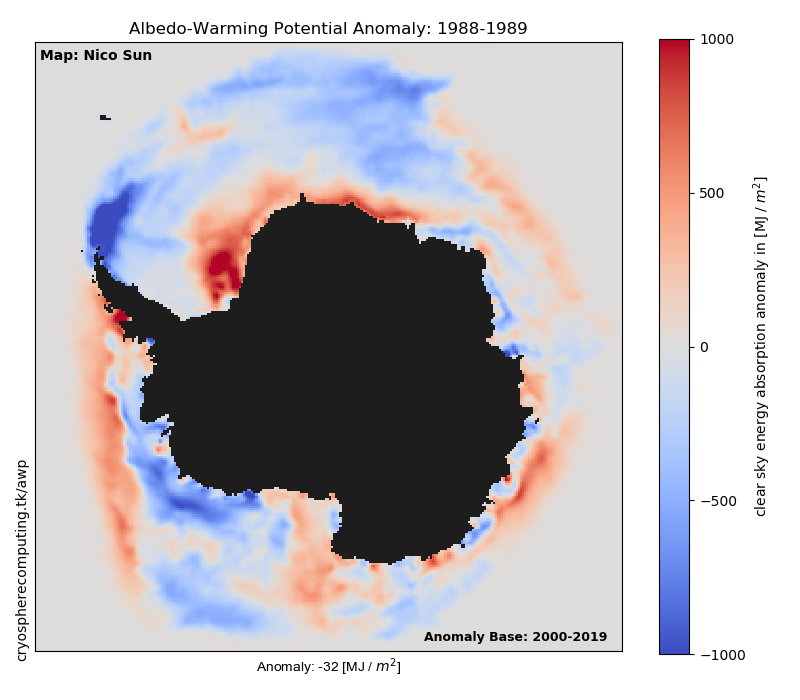 Albedo-Warming Potential Anomaly: 1988-1989
Map: Nico Sun
cryospherecomputing.tk/awp
Anomaly Base: 2000-2019
Anomaly: -32 [MJ / m²]
1000
500
0
−500
−1000
clear sky energy absorption anomaly in [MJ / m²]